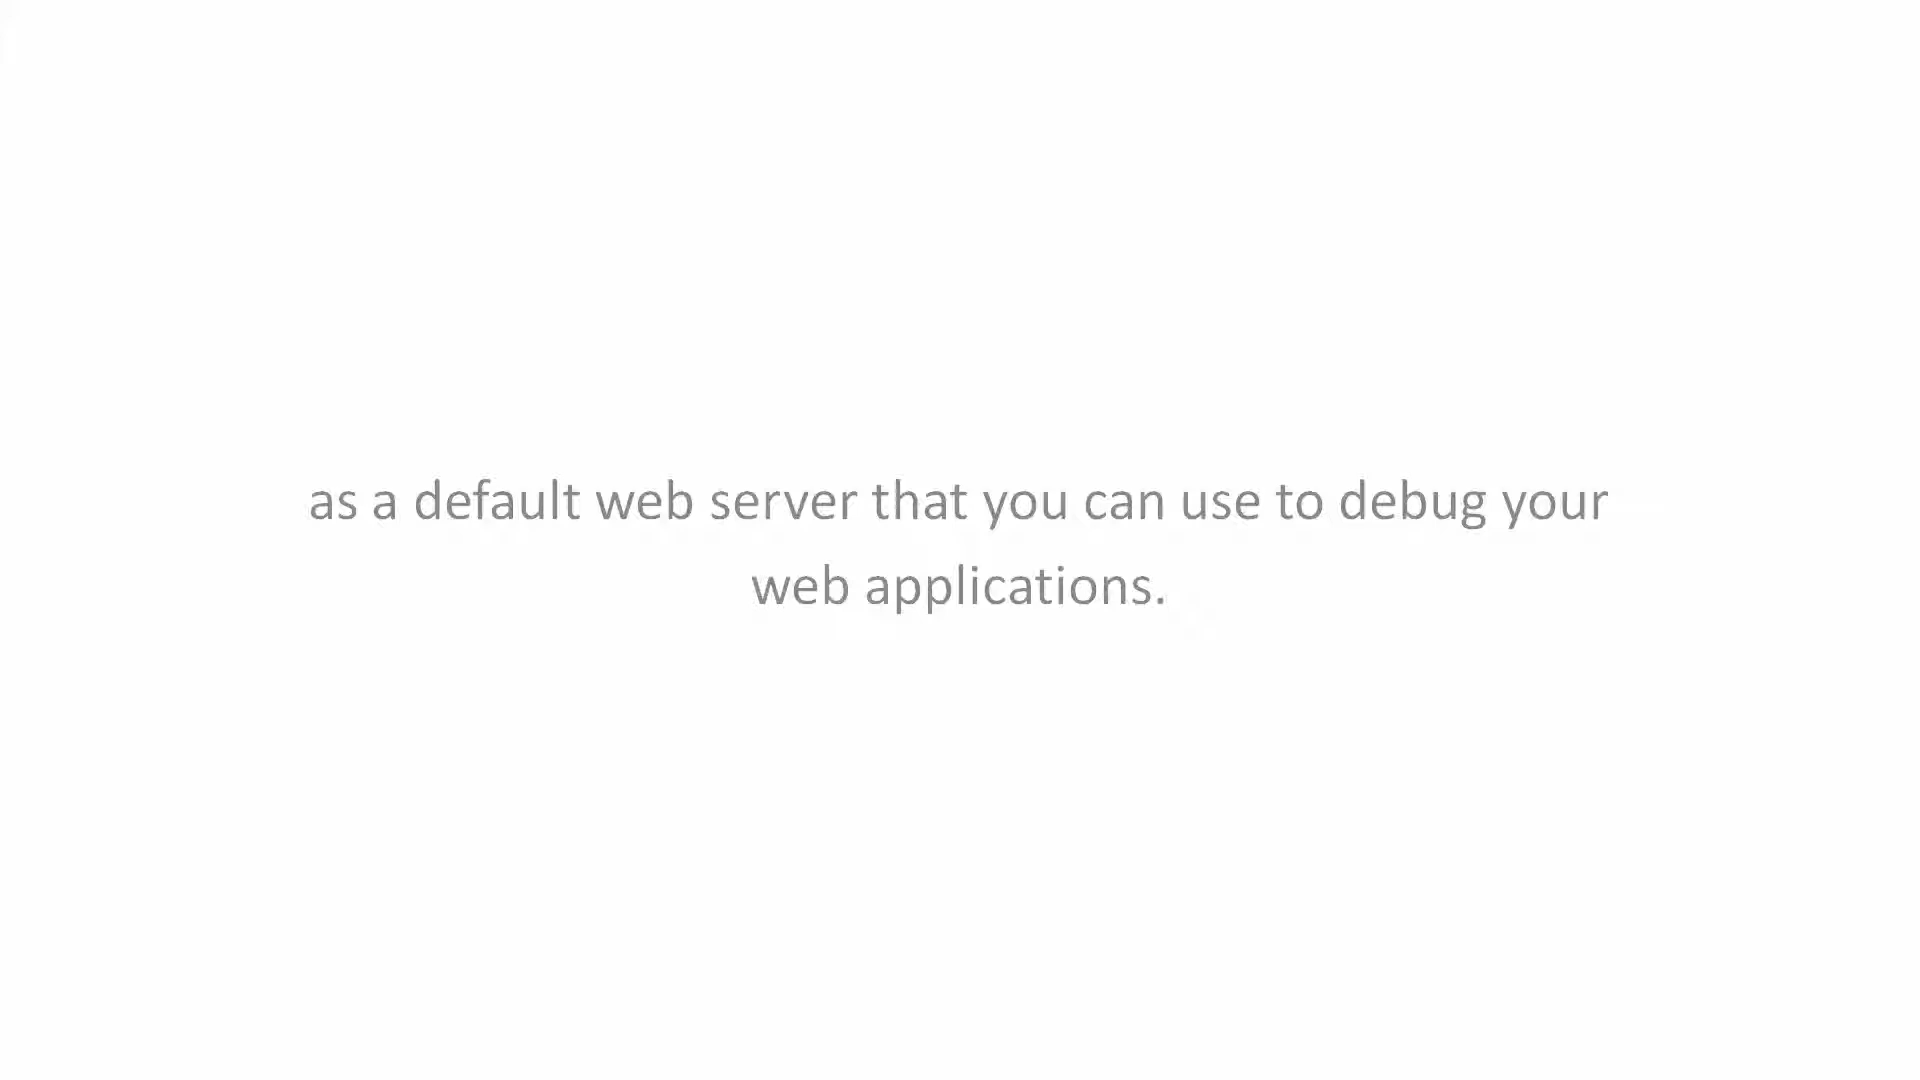 as a default web server that you can use to debug your
web applications.